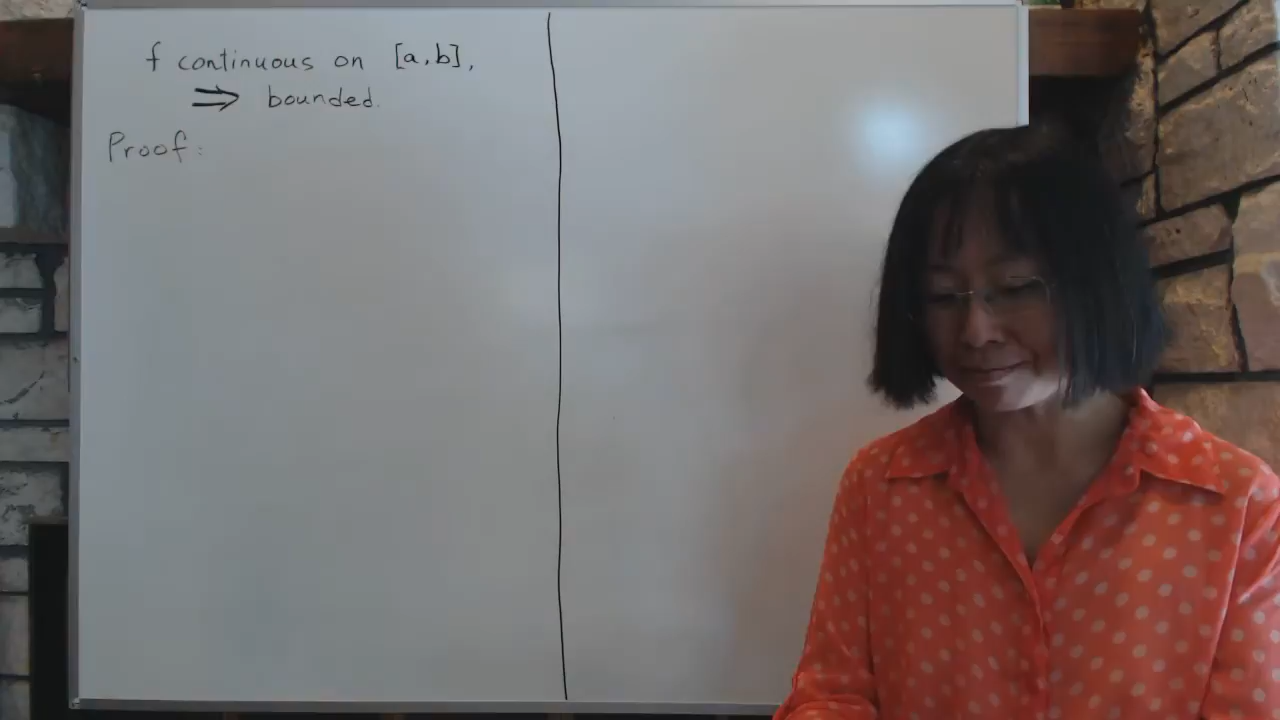 f continuous on [a,b],
⇒ bounded.
Proof: